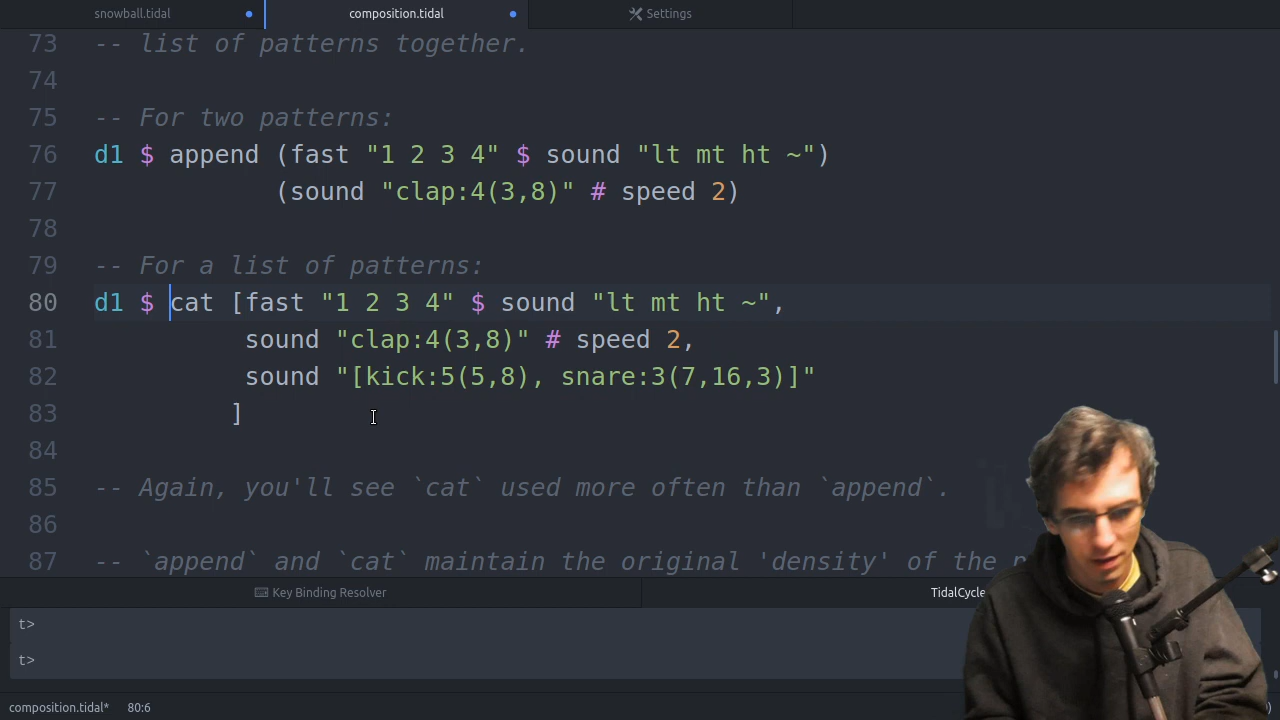 snowball.tidal composition.tidal Settings
73 -- list of patterns together.
74
75 -- For two patterns:
76 d1 $ append (fast "1 2 3 4" $ sound "lt mt ht ~")
77 (sound "clap:4(3,8)" # speed 2)
78
79 -- For a list of patterns:
80 d1 $ cat [fast "1 2 3 4" $ sound "lt mt ht ~",
81 sound "clap:4(3,8)" # speed 2,
82 sound "[kick:5(5,8), snare:3(7,16,3)]"
83 ]
84
85 -- Again, you'll see `cat` used more often than `append`.
86
87 -- `append` and `cat` maintain the original 'density' of the
Key Binding Resolver TidalCycle
t>
t>
composition.tidal* 80:6